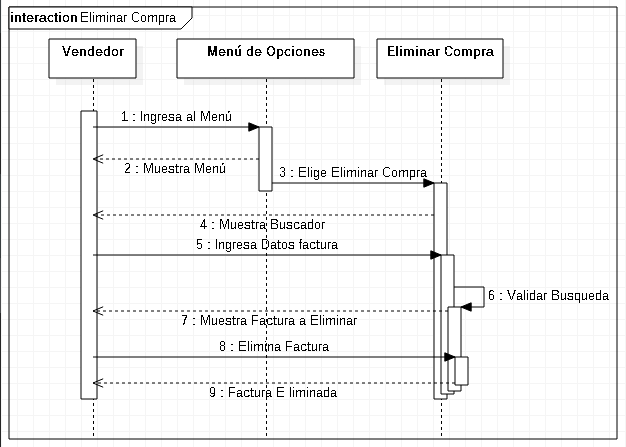 interaction Eliminar Compra
Vendedor
Menú de Opciones
Eliminar Compra
1 : Ingresa al Menú
2 : Muestra Menú
3 : Elige Eliminar Compra
4 : Muestra Buscador
5 : Ingresa Datos factura
6 : Validar Busqueda
7 : Muestra Factura a Eliminar
8 : Elimina Factura
9 : Factura E liminada